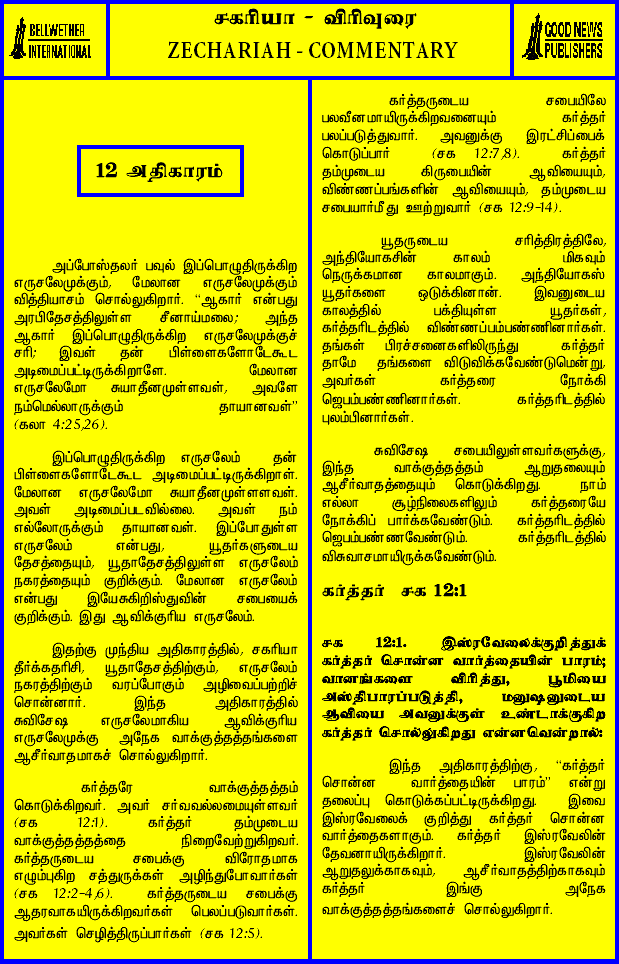 BELLWETHER
INTERNATIONAL
சகரியா - விரிவுரை
ZECHARIAH - COMMENTARY
GOOD NEWS
PUBLISHERS
12 அதிகாரம்
அப்போஸ்தலர் பவுல் இப்பொழுதிருக்கிற
எருசலேமுக்கும், மேலான எருசலேமுக்கும்
வித்தியாசம் சொல்லுகிறார். “ஆகார் என்பது
அரபிதேசத்திலுள்ள சீனாய்மலை; அந்த
ஆகார் இப்பொழுதிருக்கிற எருசலேமுக்குச்
சரி; இவள் தன் பிள்ளைகளோடேகூட
அடிமைப்பட்டிருக்கிறாளே. மேலான
எருசலேமோ சுயாதீனமுள்ளவள், அவளே
நம்மெல்லாருக்கும் தாயானவள்”
(கலா 4:25,26).
இப்பொழுதிருக்கிற எருசலேம் தன்
பிள்ளைகளோடேகூட அடிமைப்பட்டிருக்கிறாள்.
மேலான எருசலேமோ சுயாதீனமுள்ளளவள்.
அவள் அடிமைப்படவில்லை. அவள் நம்
எல்லோருக்கும் தாயானவள். இப்போதுள்ள
எருசலேம் என்பது, யூதர்களுடைய
தேசத்தையும், யூதாதேசத்திலுள்ள எருசலேம்
நகரத்தையும் குறிக்கும். மேலான எருசலேம்
என்பது இயேசுகிறிஸ்துவின் சபையைக்
குறிக்கும். இது ஆவிக்குரிய எருசலேம்.
இதற்கு முந்திய அதிகாரத்தில், சகரியா
தீர்க்கதரிசி, யூதாதேசத்திற்கும், எருசலேம்
நகரத்திற்கும் வரப்போகும் அழிவைப்பற்றிச்
சொன்னார். இந்த அதிகாரத்தில்
சுவிசேஷ எருசலேமாகிய ஆவிக்குரிய
எருசலேமுக்கு அநேக வாக்குத்தத்தங்களை
ஆசீர்வாதமாகச் சொல்லுகிறார்.
கர்த்தரே வாக்குத்தத்தம்
கொடுக்கிறவர். அவர் சர்வவல்லமையுள்ளவர்
(சக 12:1). கர்த்தர் தம்முடைய
வாக்குத்தத்தத்தை நிறைவேற்றுகிறவர்.
கர்த்தருடைய சபைக்கு விரோதமாக
எழும்புகிற சத்துருக்கள் அழிந்துபோவார்கள்
(சக 12:2-4,6). கர்த்தருடைய சபைக்கு
ஆதரவாகயிருக்கிறவர்கள் பெலப்படுவார்கள்.
அவர்கள் செழித்திருப்பார்கள் (சக 12:5).
கர்த்தருடைய சபையிலே
பலவீனமாயிருக்கிறவனையும் கர்த்தர்
பலப்படுத்துவார். அவனுக்கு இரட்சிப்பைக்
கொடுப்பார் (சக 12:7,8). கர்த்தர்
தம்முடைய கிருபையின் ஆவியையும்,
விண்ணப்பங்களின் ஆவியையும், தம்முடைய
சபையார்மீது ஊற்றுவார் (சக 12:9-14).
யூதருடைய சரித்திரத்திலே,
அந்தியோகசின் காலம் மிகவும்
நெருக்கமான காலமாகும். அந்தியோகஸ்
யூதர்களை ஒடுக்கினான். இவனுடைய
காலத்தில் பக்தியுள்ள யூதர்கள்,
கர்த்தரிடத்தில் விண்ணப்பம்பண்ணினார்கள்.
தங்கள் பிரச்சனைகளிலிருந்து கர்த்தர்
தாமே தங்களை விடுவிக்கவேண்டுமென்று,
அவர்கள் கர்த்தரை நோக்கி
ஜெபம்பண்ணினார்கள். கர்த்தரிடத்தில்
புலம்பினார்கள்.
சுவிசேஷ சபையிலுள்ளவர்களுக்கு,
இந்த வாக்குத்தத்தம் ஆறுதலையும்
ஆசீர்வாதத்தையும் கொடுக்கிறது. நாம்
எல்லா சூழ்நிலைகளிலும் கர்த்தரையே
நோக்கிப் பார்க்கவேண்டும். கர்த்தரிடத்தில்
ஜெபம்பண்ணவேண்டும். கர்த்தரிடத்தில்
விசுவாசமாயிருக்கவேண்டும்.
கர்த்தர் சக 12:1
சக 12:1. இஸ்ரவேலைக்குறித்துக்
கர்த்தர் சொன்ன வார்த்தையின் பாரம்;
வானங்களை விரித்து, பூமியை
அஸ்திபாரப்படுத்தி, மனுஷனுடைய
ஆவியை அவனுக்குள் உண்டாக்குகிற
கர்த்தர் சொல்லுகிறது என்னவென்றால்:
இந்த அதிகாரத்திற்கு, “கர்த்தர்
சொன்ன வார்த்தையின் பாரம்” என்று
தலைப்பு கொடுக்கப்பட்டிருக்கிறது. இவை
இஸ்ரவேலைக் குறித்து கர்த்தர் சொன்ன
வார்த்தைகளாகும். கர்த்தர் இஸ்ரவேலின்
தேவனாயிருக்கிறார். இஸ்ரவேலின்
ஆறுதலுக்காகவும், ஆசீர்வாதத்திற்காகவும்
கர்த்தர் இங்கு அநேக
வாக்குத்தத்தங்களைச் சொல்லுகிறார்.